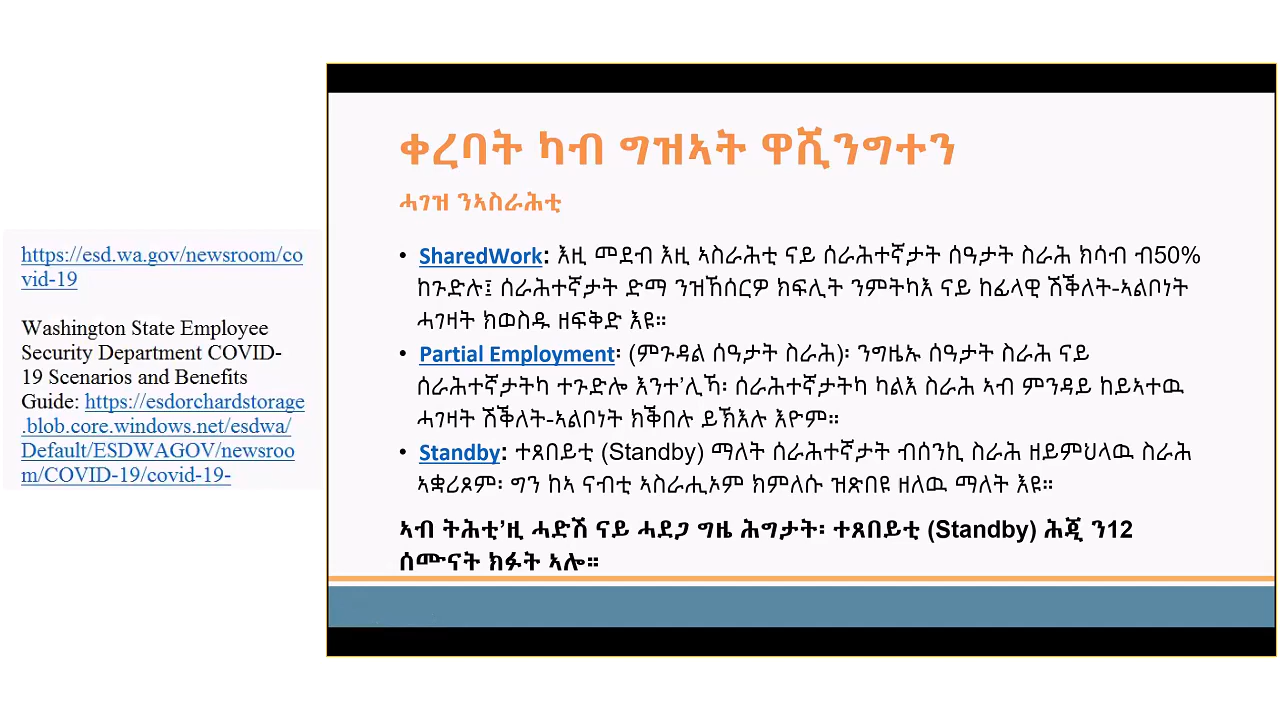 https://esd.wa.gov/newsroom/co
vid-19
Washington State Employee
Security Department COVID-
19 Scenarios and Benefits
Guide: https://esdorchardstorage
.blob.core.windows.net/esdwa/
Default/ESDWAGOV/newsroo
m/COVID-19/covid-19-
ቀረባት ካብ ግዝኣት ዋሺንግተን
ሓገዝ ንኣስራሕቲ
• SharedWork: እዚ መደብ እዚ ኣስራሕቲ ናይ ሰራሕተኛታት ሰዓታት ስራሕ ክሳብ ብ50%
ከጉድሉ፤ ሰራሕተኛታት ድማ ንዝኸሰርዎ ክፍሊት ንምትካእ ናይ ከፊላዊ ሽቕለት-ኣልቦነት
ሓገዛት ክወስዱ ዘፍቅድ እዩ።
• Partial Employment፡ (ምጉዳል ሰዓታት ስራሕ)፡ ንግዜኡ ሰዓታት ስራሕ ናይ
ሰራሕተኛታትካ ተጉድሎ እንተ’ሊኻ፡ ሰራሕተኛታትካ ካልእ ስራሕ ኣብ ምንዳይ ከይኣተዉ
ሓገዛት ሽቕለት-ኣልቦነት ክቕበሉ ይኽእሉ እዮም።
• Standby: ተጸበይቲ (Standby) ማለት ሰራሕተኛታት ብሰንኪ ስራሕ ዘይምህላዉ ስራሕ
ኣቋሪጾም፡ ግን ከኣ ናብቲ ኣስራሒኦም ክምለሱ ዝጽበዩ ዘለዉ ማለት እዩ።
ኣብ ትሕቲ’ዚ ሓድሽ ናይ ሓደጋ ግዜ ሕግታት፡ ተጸበይቲ (Standby) ሕጂ ን12
ሰሙናት ክፉት ኣሎ።